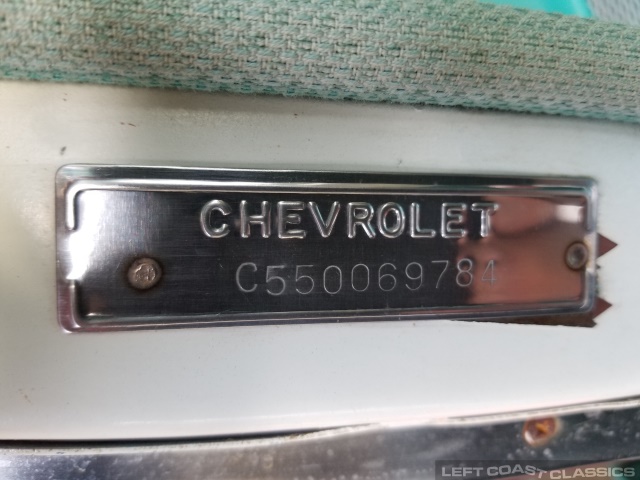 CHEVROLET
C550069784
LEFT COAST CLASSICS